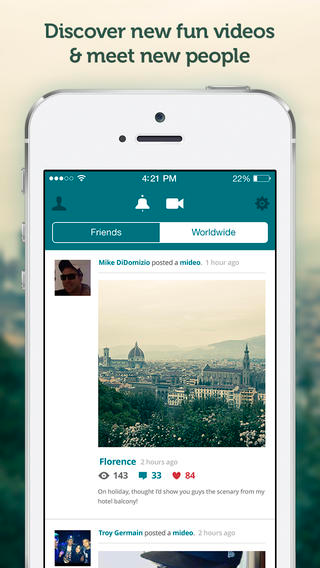 Discover new fun videos
& meet new people
4:21 PM
22%
Friends
Worldwide
Mike DiDomizio posted a mideo. 1 hour ago
Florence 2 hours ago
143 33 84
On holiday, thought I'd show you guys the scenary from my
hotel balcony!
Troy Germain posted a mideo. 2 hours ago